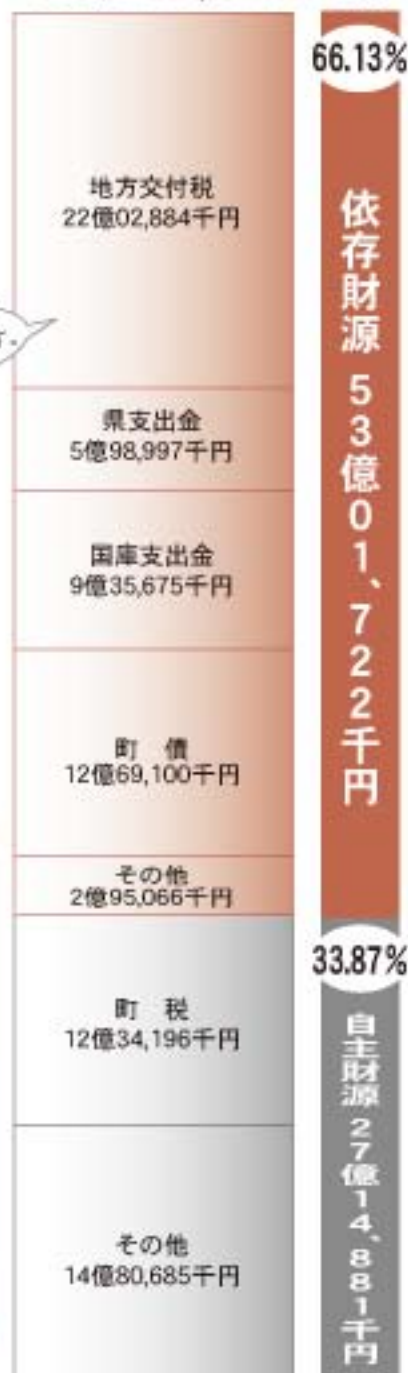 地方交付税
22億02,884千円
県支出金
5億98,997千円
国庫支出金
9億35,675千円
町　債
12億69,100千円
その他
2億95,066千円
町　税
12億34,196千円
その他
14億80,685千円
66.13%
依存財源 53億01、722千円
33.87%
自主財源 27億14、881千円